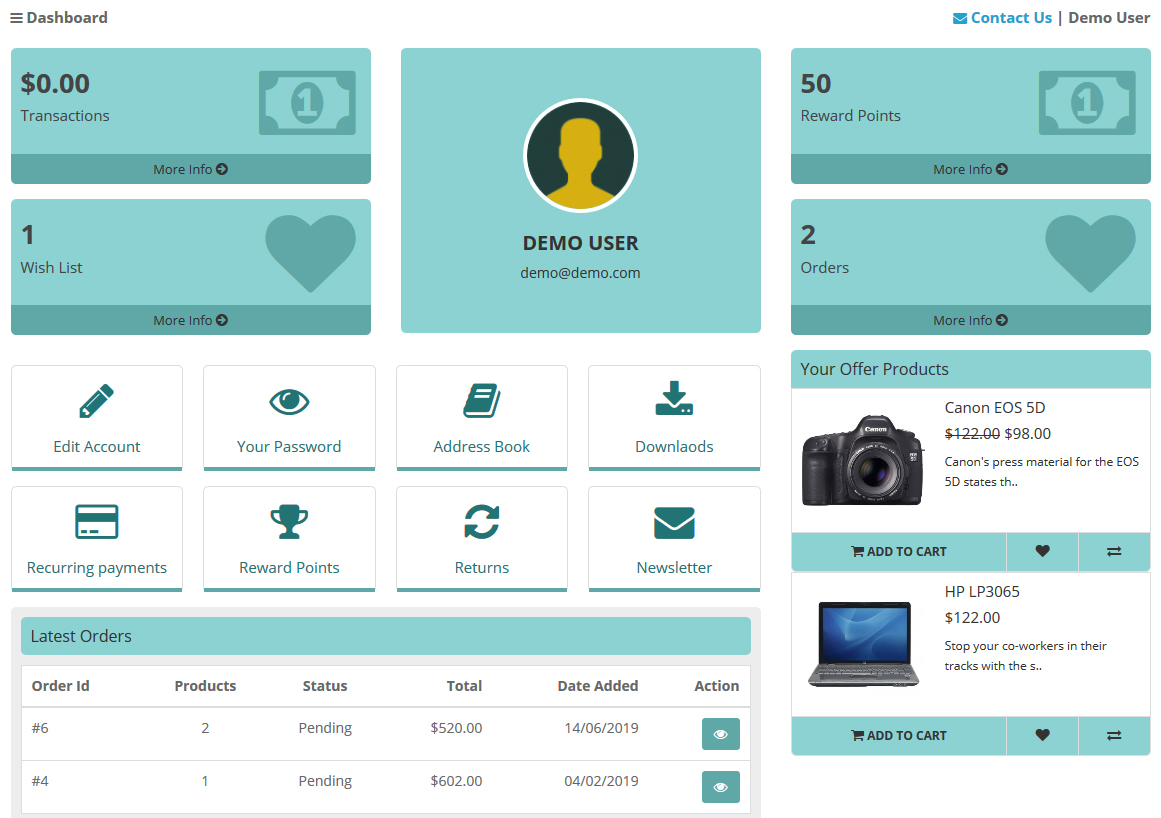 Dashboard
Contact Us | Demo User
$0.00
Transactions
1
More Info
1
Wish List
More Info
DEMO USER
demo@demo.com
50
Reward Points
1
More Info
2
Orders
More Info
Edit Account
Your Password
Address Book
Downlaods
Recurring payments
Reward Points
Returns
Newsletter
Latest Orders
Order Id Products Status Total Date Added Action
#6 2 Pending $520.00 14/06/2019
#4 1 Pending $602.00 04/02/2019
Your Offer Products
Canon
Canon EOS 5D
$122.00 $98.00
Canon's press material for the EOS
5D states th..
ADD TO CART
HP LP3065
$122.00
Stop your co-workers in their
tracks with the s..
ADD TO CART